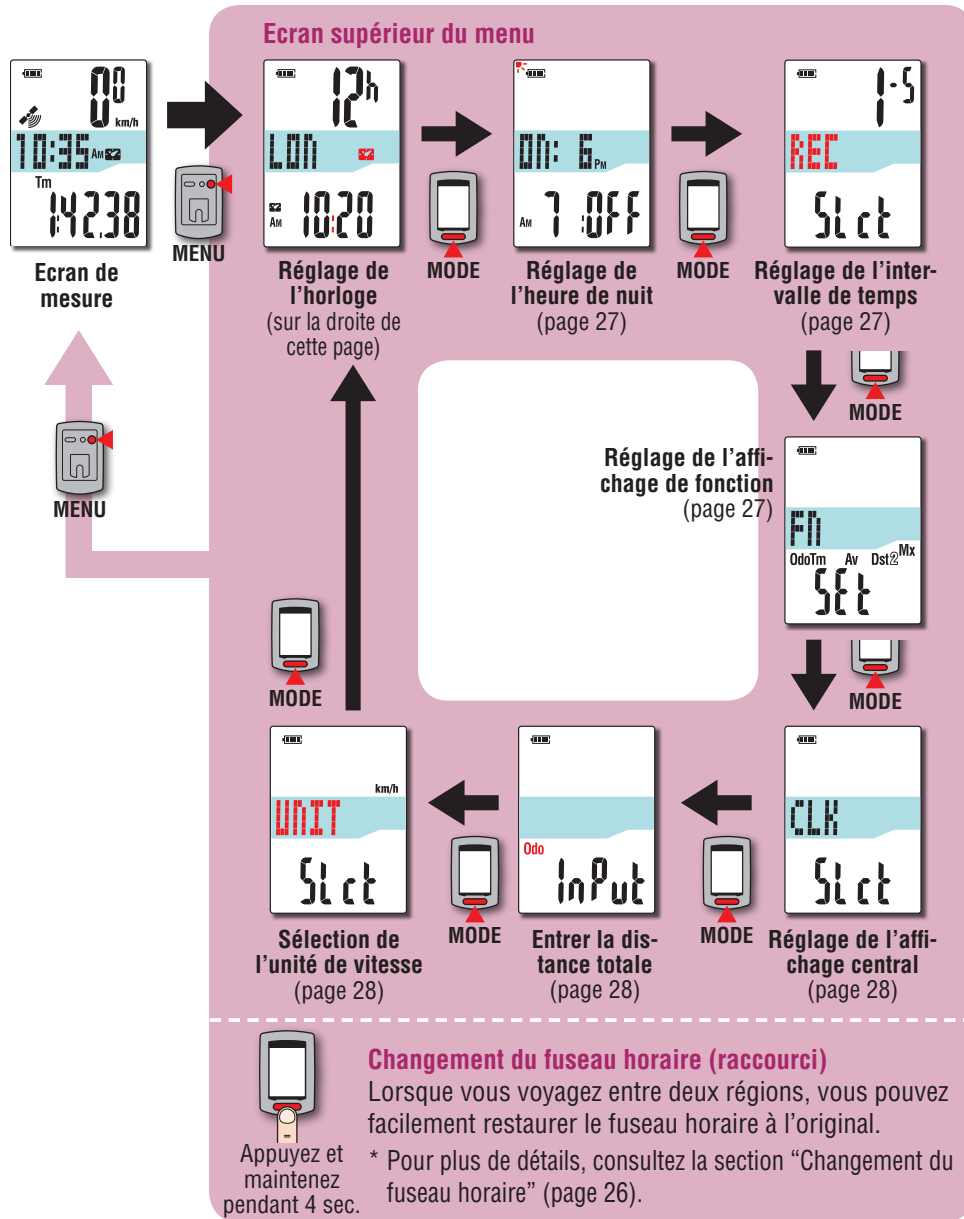 Ecran supérieur du menu
0⁰
km/h
10:35 AM
Tm
1:42.38
Ecran de
mesure
MENU
12h
LON
AM 10:20
Réglage de
l'horloge
(sur la droite de
cette page)
MODE
ON: 6 PM
AM 7 :OFF
Réglage de
l'heure de nuit
(page 27)
MODE
1-S
REC
SLct
Réglage de l'inter-
valle de temps
(page 27)
MODE
MENU
Réglage de l'affi-
chage de fonction
(page 27)
FN
OdoTm Av Dst2 Mx
SEt
MODE
MODE
km/h
UNIT
SLct
Sélection de
l'unité de vitesse
(page 28)
MODE
Odo
InPut
Entrer la dis-
tance totale
(page 28)
MODE
CLK
SLct
Réglage de l'affi-
chage central
(page 28)
Appuyez et
maintenez
pendant 4 sec.
Changement du fuseau horaire (raccourci)
Lorsque vous voyagez entre deux régions, vous pouvez
facilement restaurer le fuseau horaire à l'original.
* Pour plus de détails, consultez la section “Changement du
fuseau horaire” (page 26).